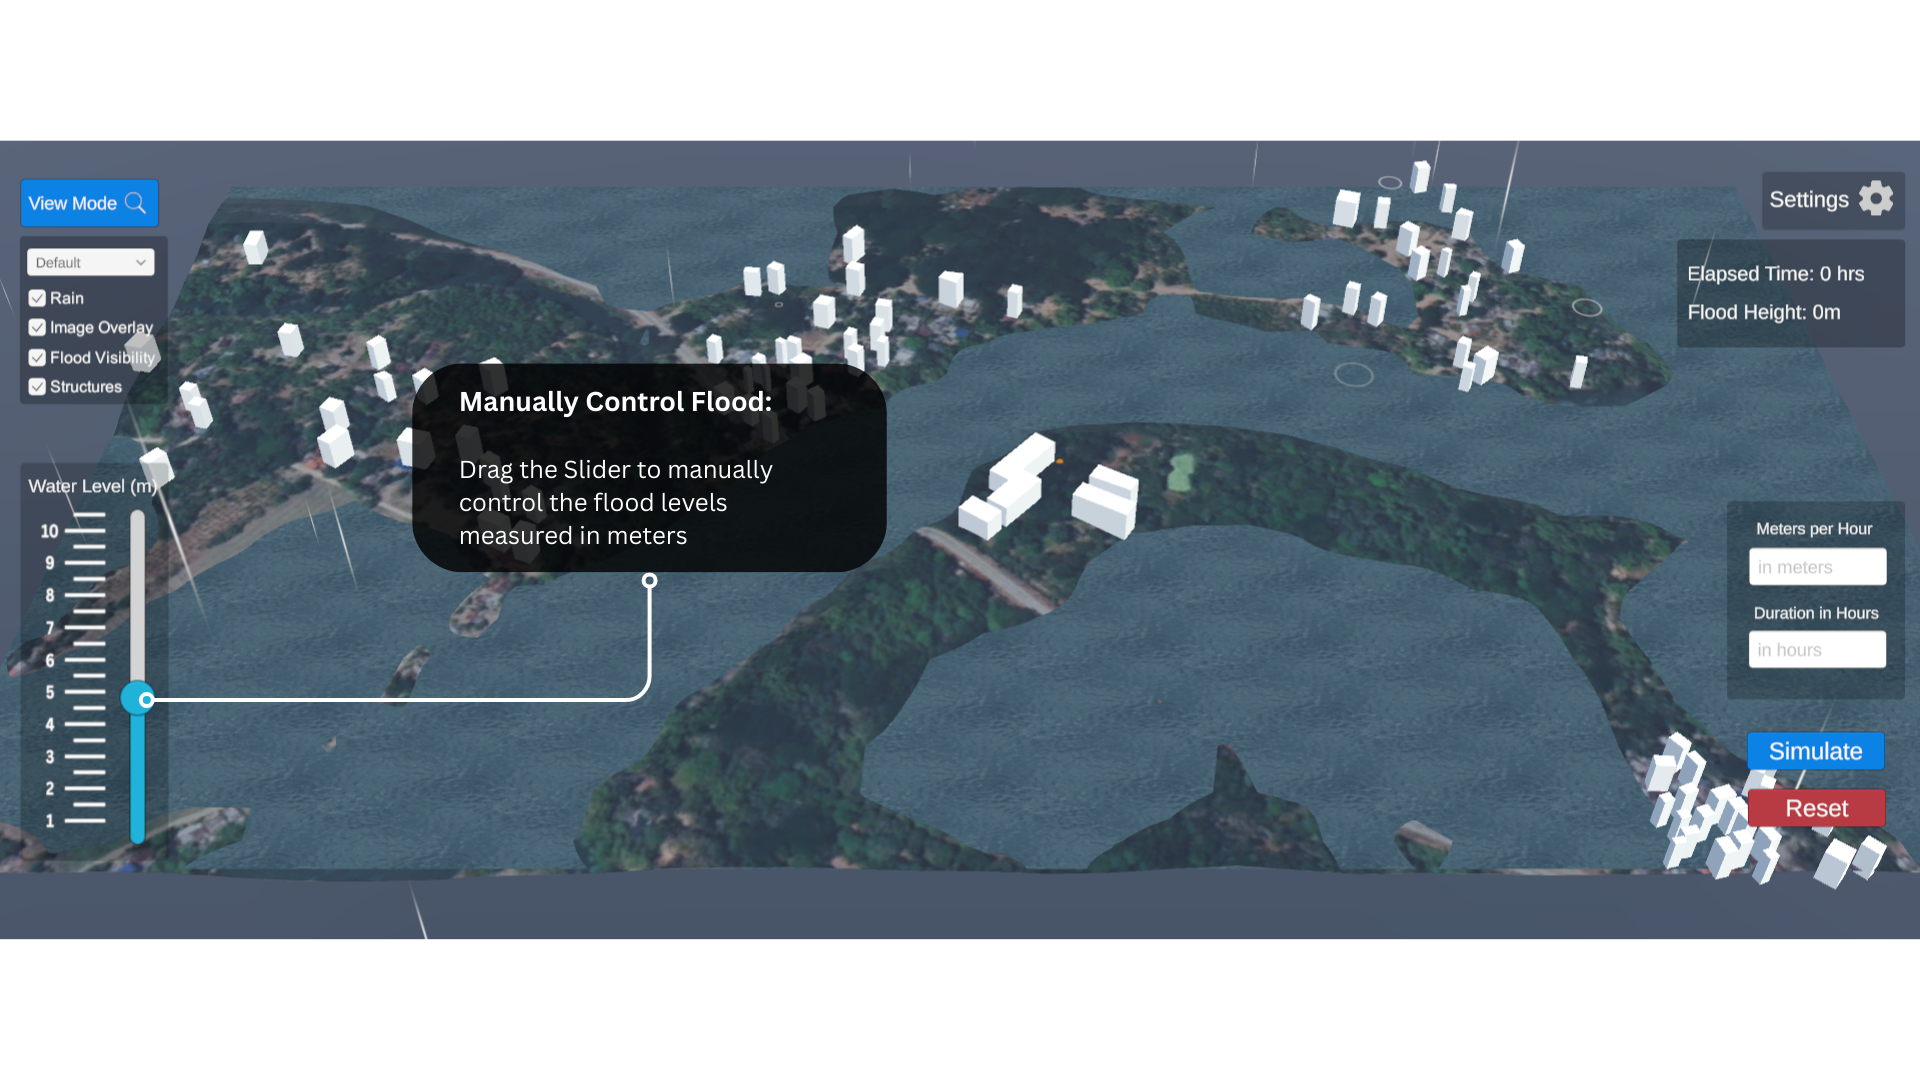 View Mode
Default
Rain
Image Overlay
Flood Visibility
Structures
Water Level (m)
10
9
8
7
6
5
4
3
2
1
Manually Control Flood:
Drag the Slider to manually
control the flood levels
measured in meters
Settings
Elapsed Time: 0 hrs
Flood Height: 0m
Meters per Hour
in meters
Duration in Hours
in hours
Simulate
Reset